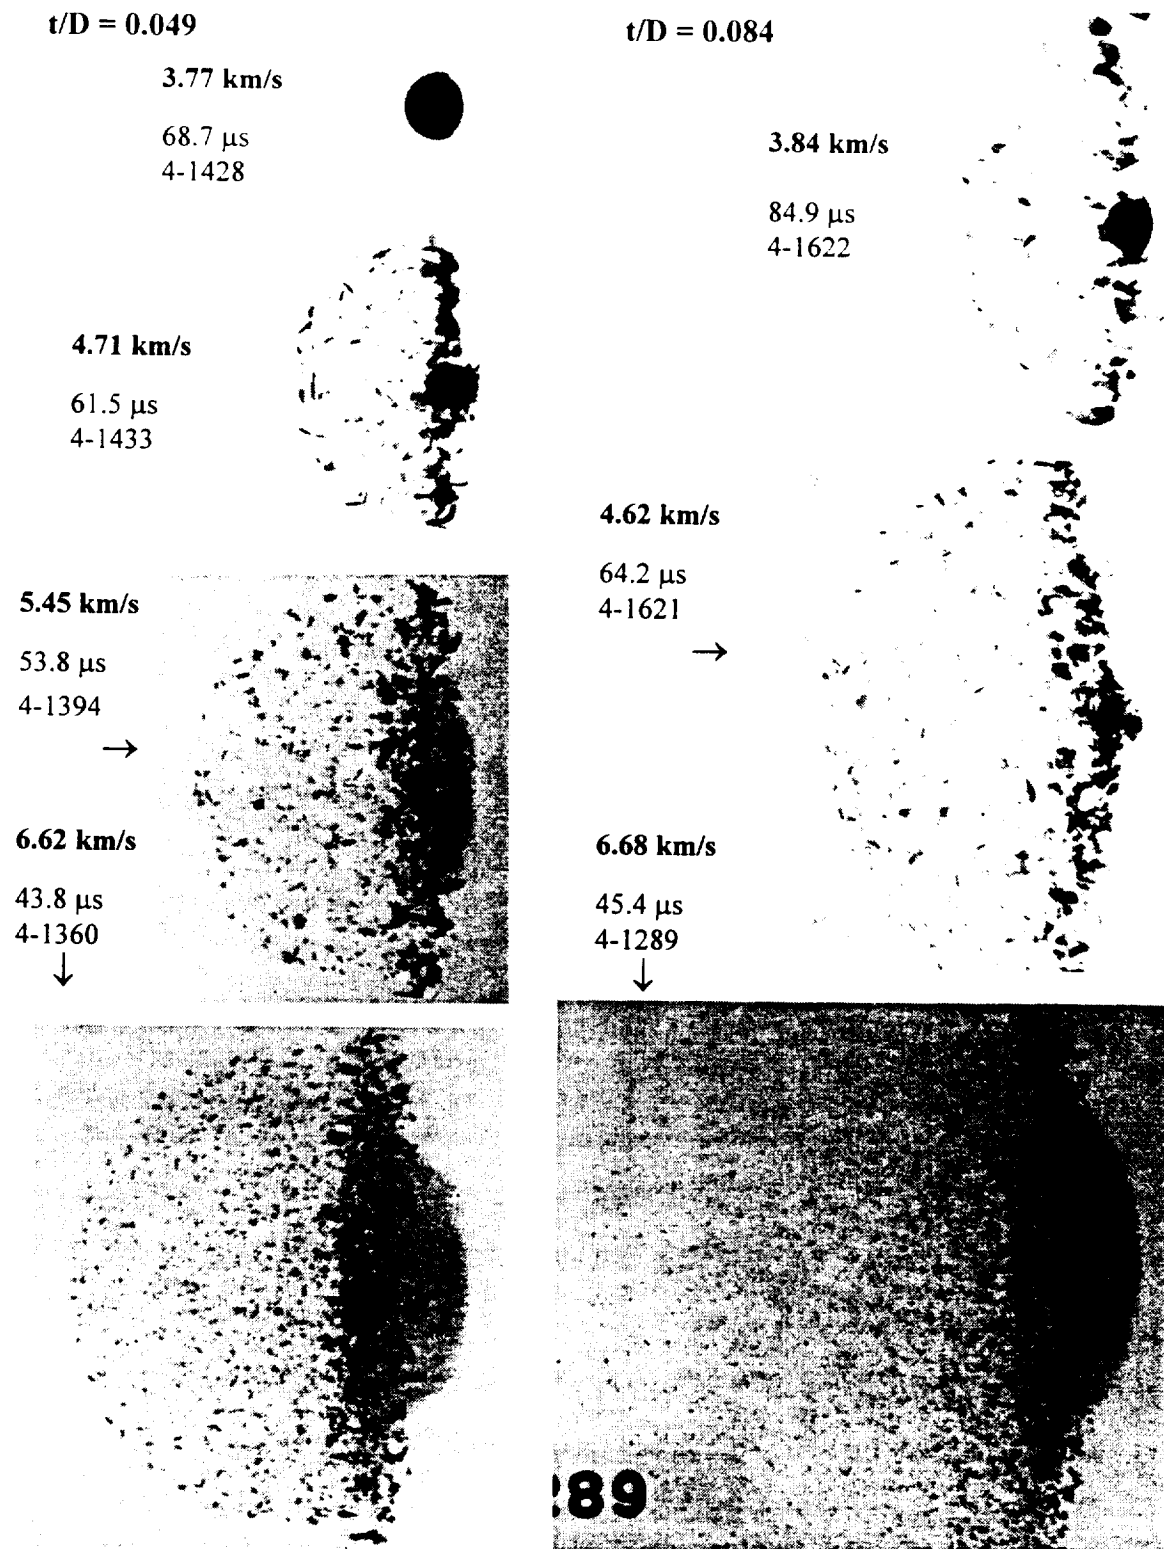 t/D = 0.049
3.77 km/s
68.7 μs
4-1428
4.71 km/s
61.5 μs
4-1433
5.45 km/s
53.8 μs
4-1394
→
6.62 km/s
43.8 μs
4-1360
↓
t/D = 0.084
3.84 km/s
84.9 μs
4-1622
4.62 km/s
64.2 μs
4-1621
→
6.68 km/s
45.4 μs
4-1289
↓
89